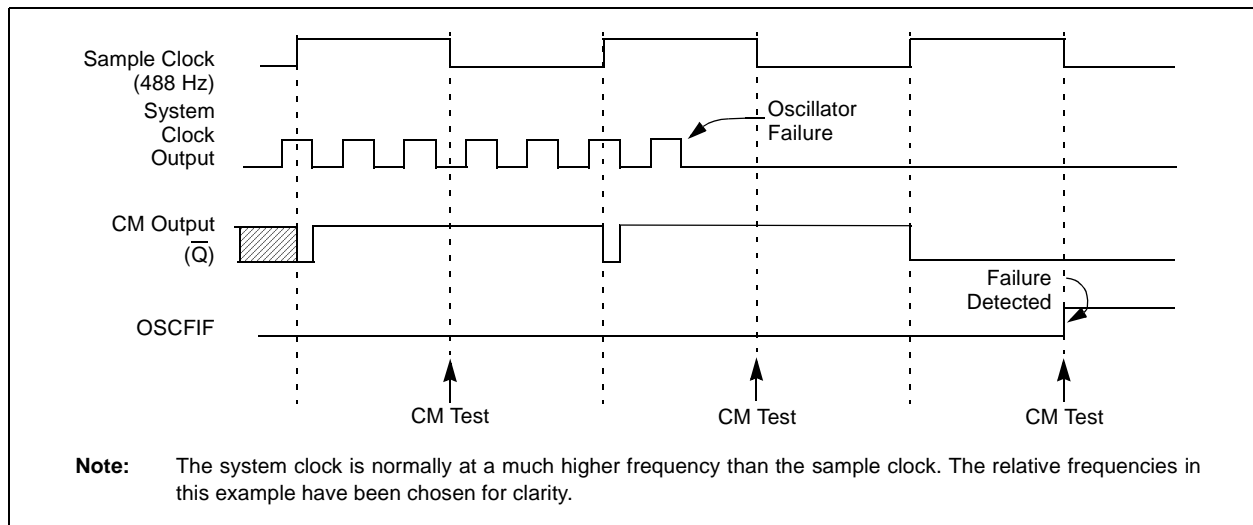 Sample Clock
(488 Hz)
System
Clock
Output
Oscillator
Failure
CM Output
(Q̅)
Failure
Detected
OSCFIF
CM Test
CM Test
CM Test
Note: The system clock is normally at a much higher frequency than the sample clock. The relative frequencies in
this example have been chosen for clarity.